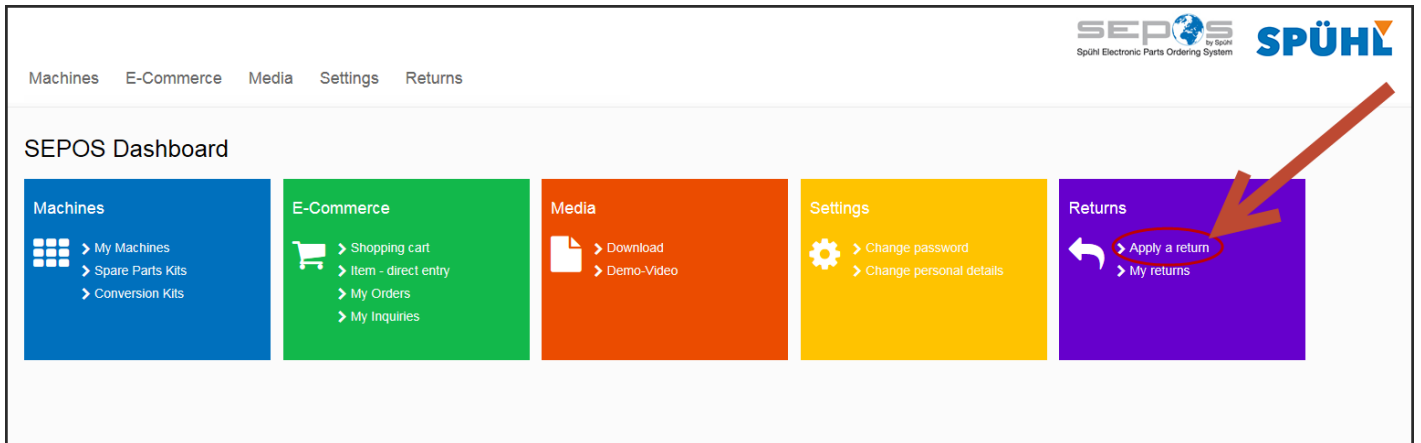 SEPOS
by Spühl
Spühl Electronic Parts Ordering System
SPÜHL
Machines E-Commerce Media Settings Returns
SEPOS Dashboard
Machines
My Machines
Spare Parts Kits
Conversion Kits
E-Commerce
Shopping cart
Item - direct entry
My Orders
My Inquiries
Media
Download
Demo-Video
Settings
Change password
Change personal details
Returns
Apply a return
My returns